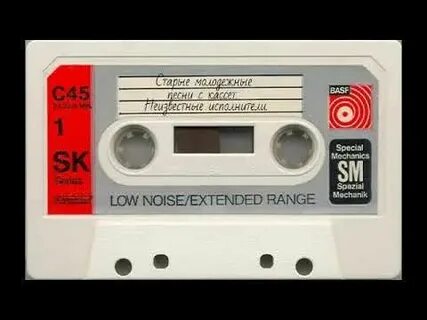 Старые молодежные
песни с кассет
Неизвестные исполнители
C45
1
SK
BASF
Special
Mechanics
SM
Spezial
Mechanik
LOW NOISE/EXTENDED RANGE